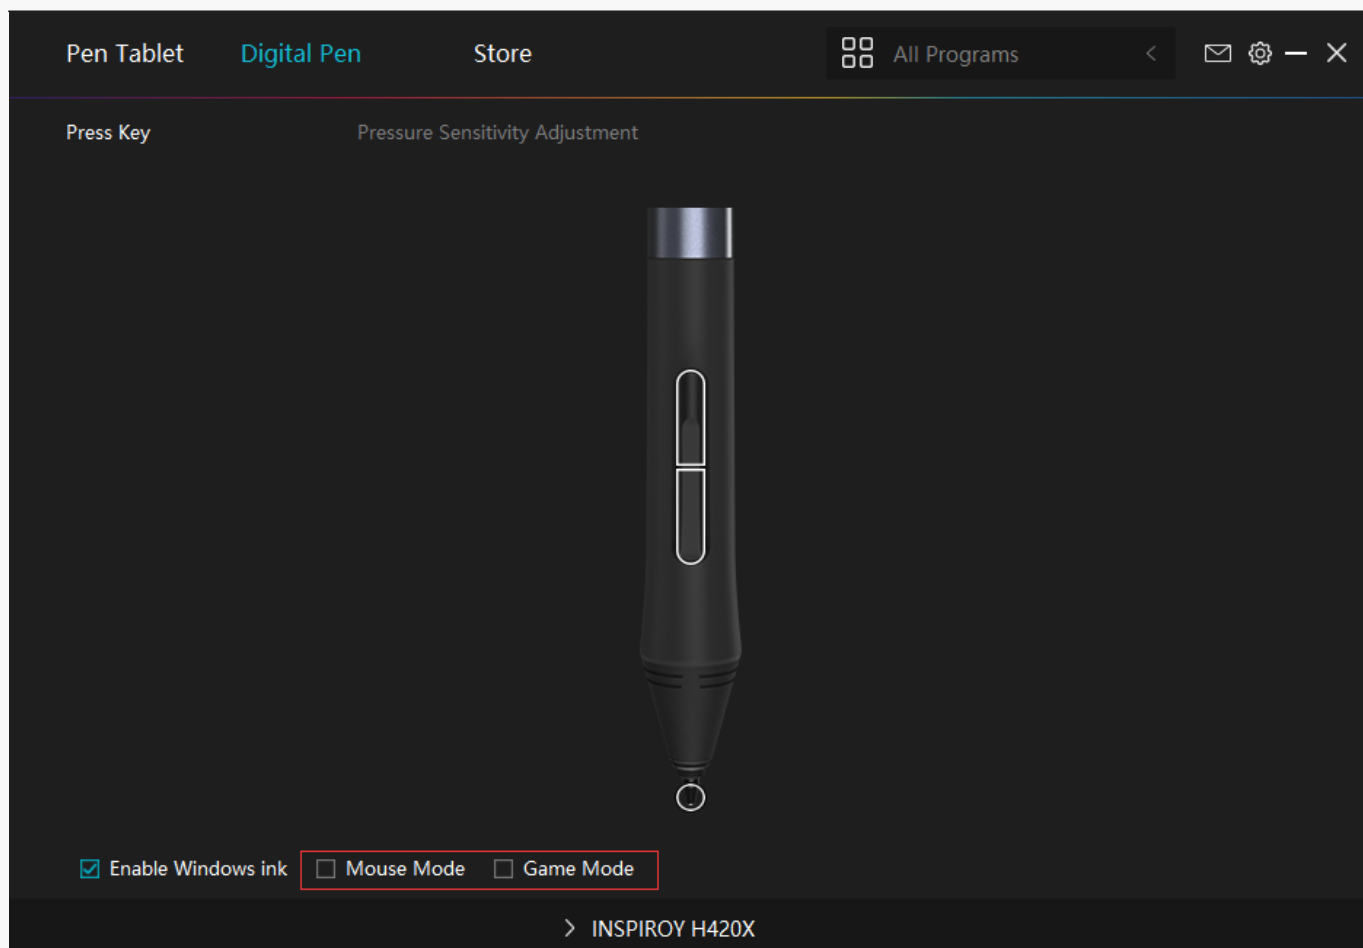 Pen Tablet Digital Pen Store All Programs
Press Key Pressure Sensitivity Adjustment
Enable Windows ink Mouse Mode Game Mode
INSPIROY H420X